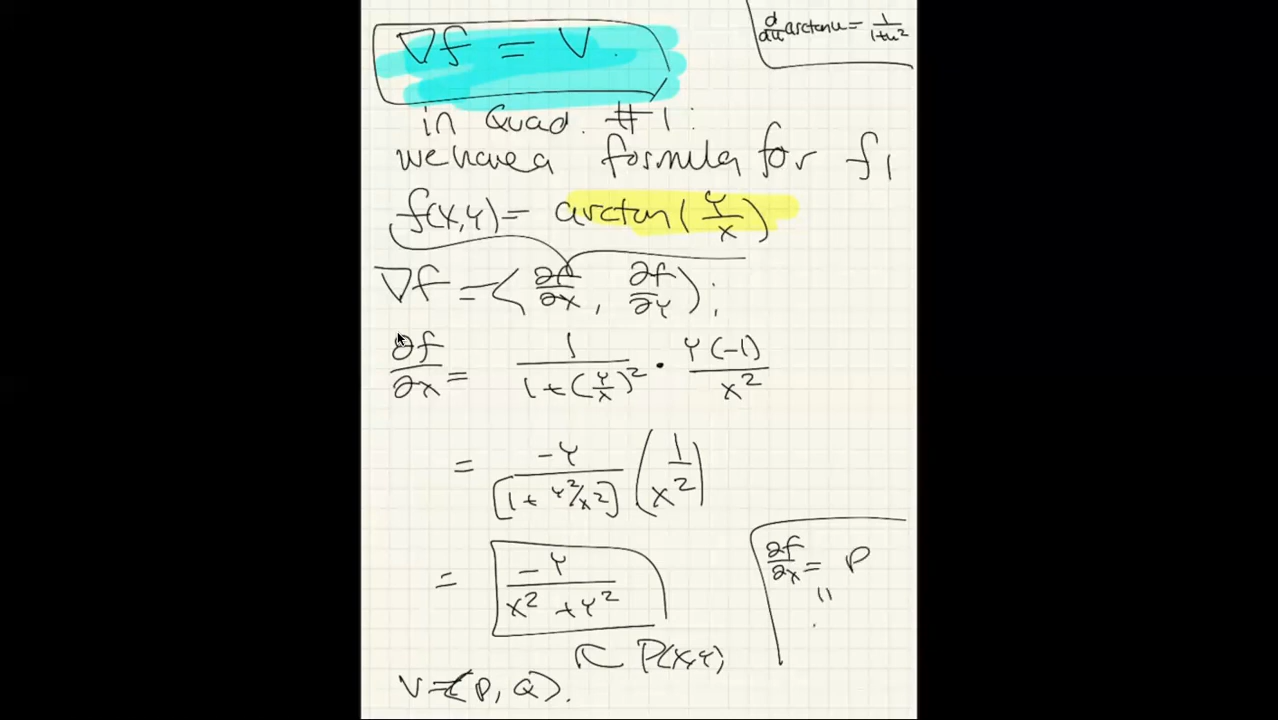 ∇f = V.
d/du arctan u = 1/(1+u²)
in Quad. #1:
we have a formula for f,
f(x,y) = arctan(y/x)
∇f = (∂f/∂x, ∂f/∂y);
∂f/∂x = 1/(1+(y/x)²) · y(-1)/x²
= -y/[1+y²/x²] (1/x²)
= -y/(x²+y²)
∂f/∂x = P
"
P(x,y)
V = (P, Q).